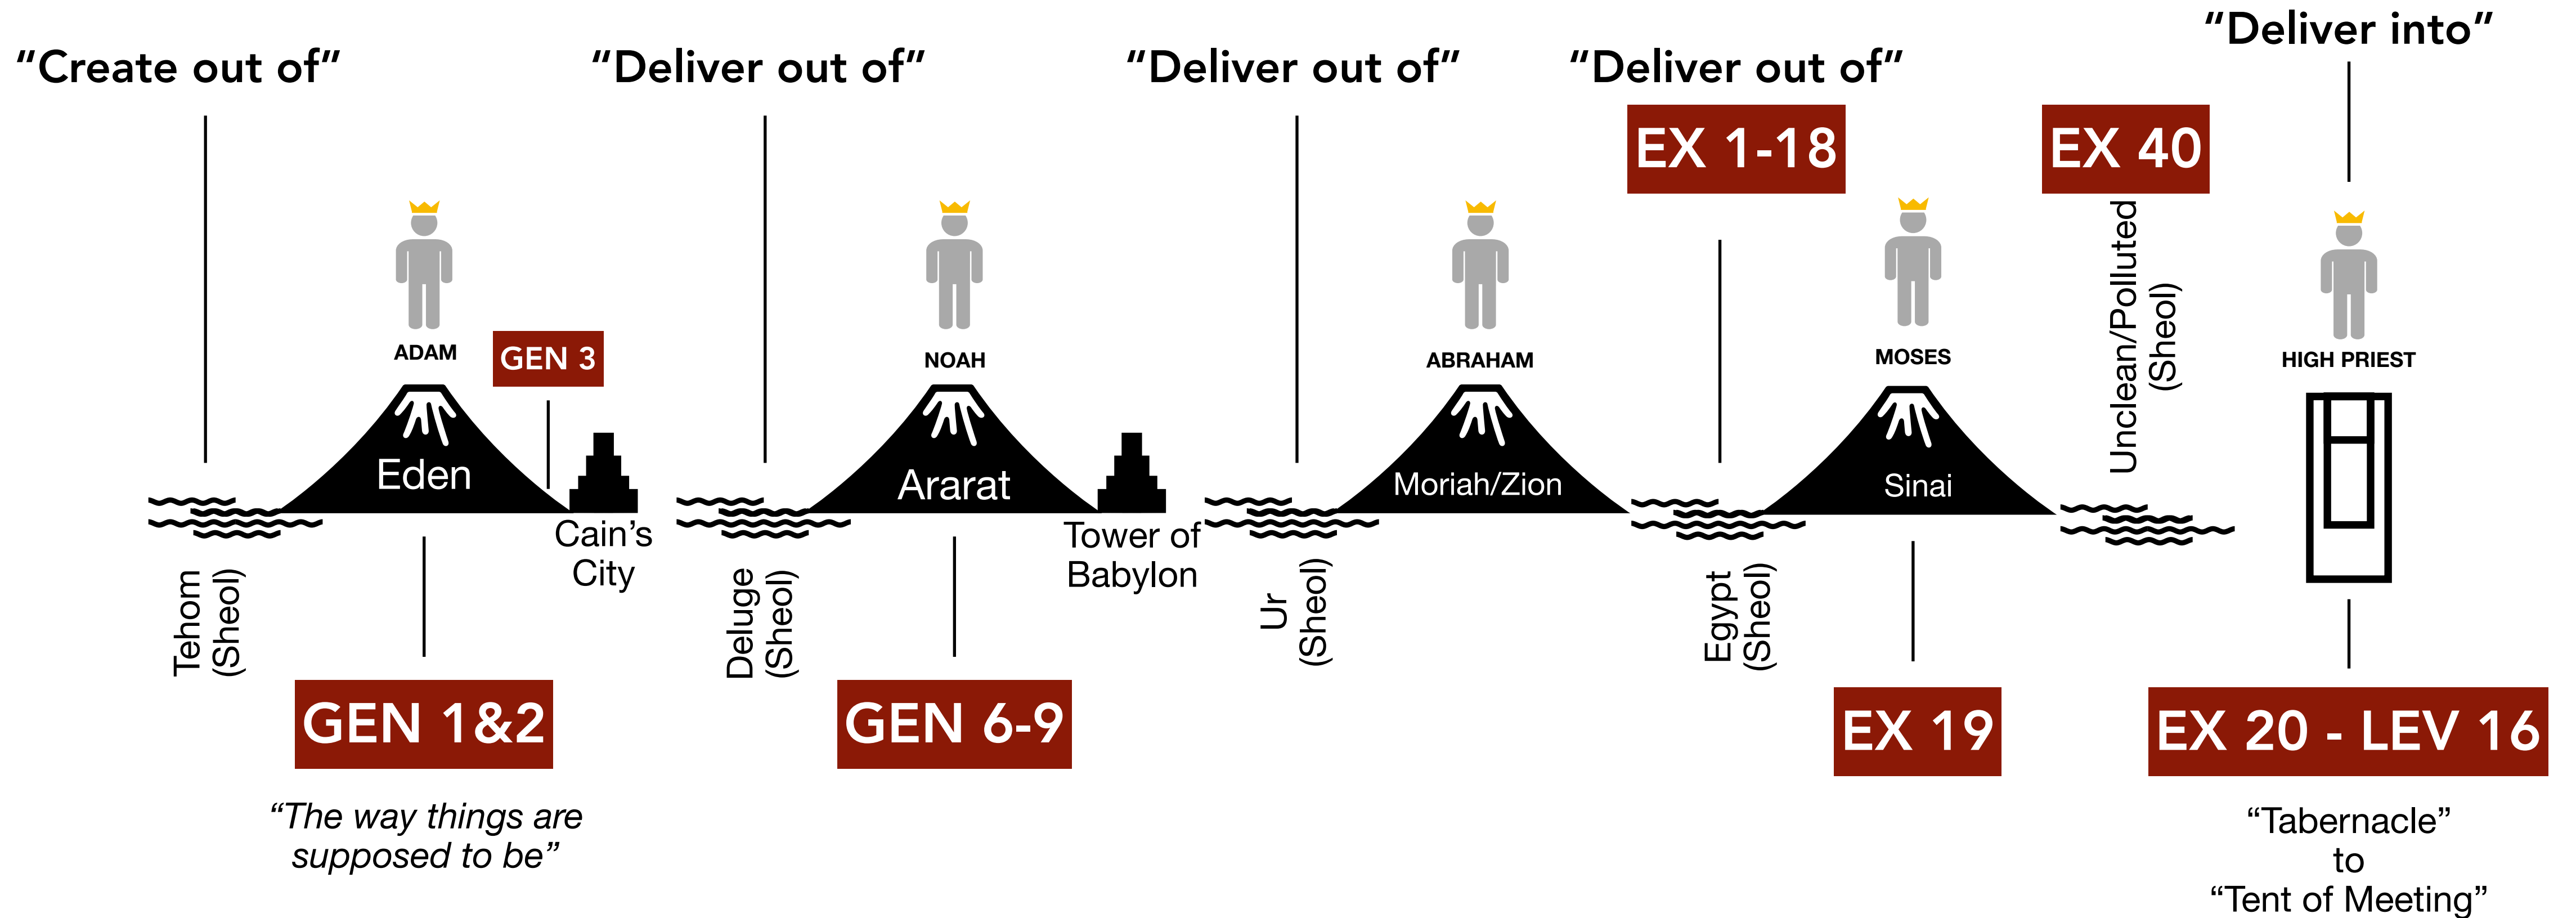 “Create out of”
“Deliver out of”
“Deliver out of”
“Deliver out of”
“Deliver into”
EX 1-18
EX 40
Unclean/Polluted
(Sheol)
ADAM
GEN 3
NOAH
ABRAHAM
MOSES
HIGH PRIEST
Eden
Ararat
Moriah/Zion
Sinai
Cain’s
City
Tower of
Babylon
Tehom
(Sheol)
Deluge
(Sheol)
Ur
(Sheol)
Egypt
(Sheol)
GEN 1&2
GEN 6-9
EX 19
EX 20 - LEV 16
“The way things are
supposed to be”
“Tabernacle”
to
“Tent of Meeting”